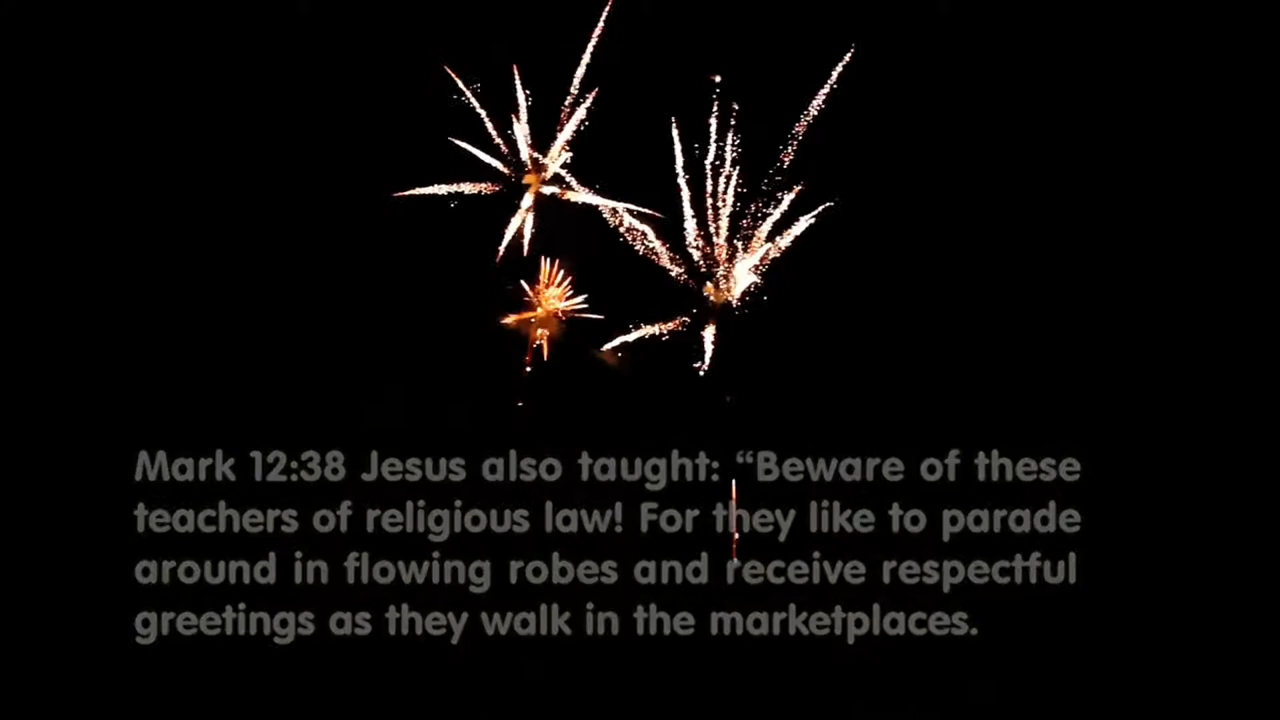 Mark 12:38 Jesus also taught: “Beware of these
teachers of religious law! For they like to parade
around in flowing robes and receive respectful
greetings as they walk in the marketplaces.